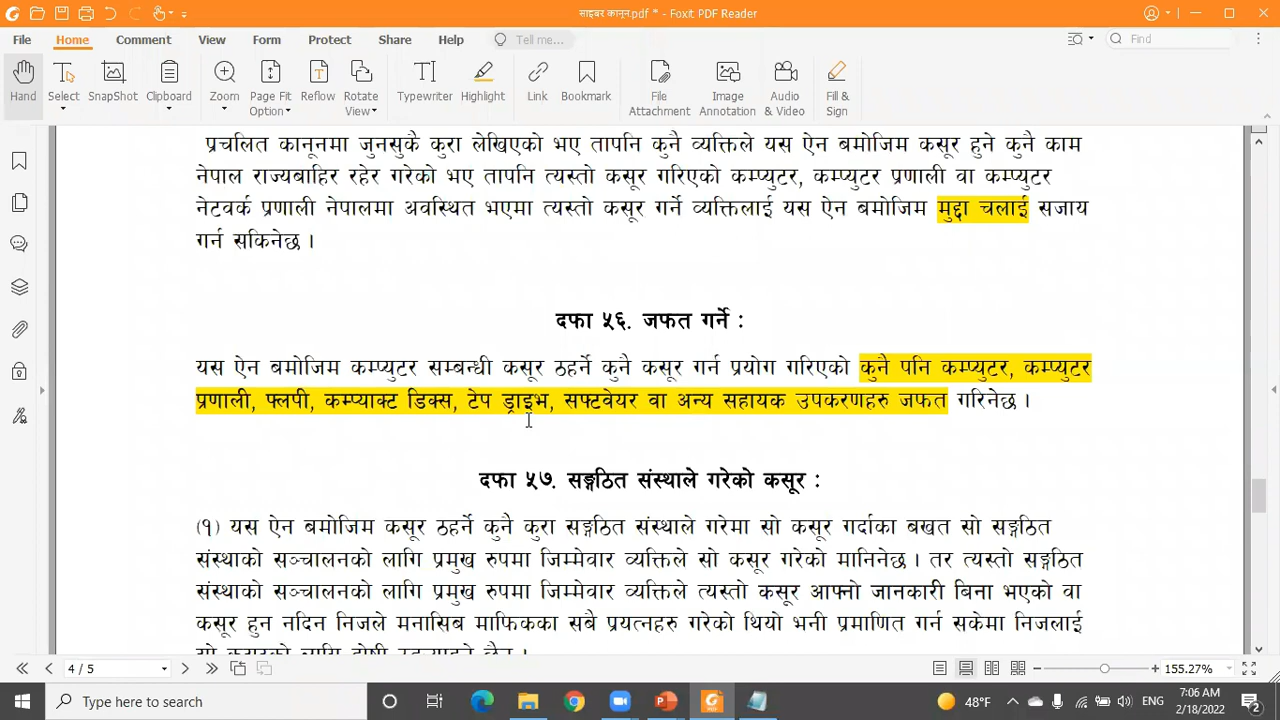 साइबर कानून.pdf * - Foxit PDF Reader
File Home Comment View Form Protect Share Help Tell me... Find
Hand Select SnapShot Clipboard Zoom Page Fit Option Reflow Rotate View Typewriter Highlight Link Bookmark File Attachment Image Annotation Audio & Video Fill & Sign
प्रचलित कानूनमा जुनसुकै कुरा लेखिएको भए तापनि कुनै व्यक्तिले यस ऐन बमोजिम कसूर हुने कुनै काम
नेपाल राज्यबाहिर रहेर गरेको भए तापनि त्यस्तो कसूर गरिएको कम्प्युटर, कम्प्युटर प्रणाली वा कम्प्युटर
नेटवर्क प्रणाली नेपालमा अवस्थित भएमा त्यस्तो कसूर गर्ने व्यक्तिलाई यस ऐन बमोजिम मुद्दा चलाई सजाय
गर्न सकिनेछ ।
दफा ५६. जफत गर्ने :
यस ऐन बमोजिम कम्प्युटर सम्बन्धी कसूर ठहर्ने कुनै कसूर गर्न प्रयोग गरिएको कुनै पनि कम्प्युटर, कम्प्युटर
प्रणाली, फ्लपी, कम्प्याक्ट डिक्स, टेप ड्राइभ, सफ्टवेयर वा अन्य सहायक उपकरणहरु जफत गरिनेछ ।
दफा ५७. सङ्गठित संस्थाले गरेको कसूर :
(१) यस ऐन बमोजिम कसूर ठहर्ने कुनै कुरा सङ्गठित संस्थाले गरेमा सो कसूर गर्दाका बखत सो सङ्गठित
संस्थाको सञ्चालनको लागि प्रमुख रुपमा जिम्मेवार व्यक्तिले सो कसूर गरेको मानिनेछ । तर त्यस्तो सङ्गठित
संस्थाको सञ्चालनको लागि प्रमुख रुपमा जिम्मेवार व्यक्तिले त्यस्तो कसूर आफ्नो जानकारी बिना भएको वा
कसूर हुन नदिन निजले मनासिब माफिकका सबै प्रयत्नहरु गरेको थियो भनी प्रमाणित गर्न सकेमा निजलाई
4 / 5 155.27%
Type here to search 48°F ENG 7:06 AM
2/18/2022 2